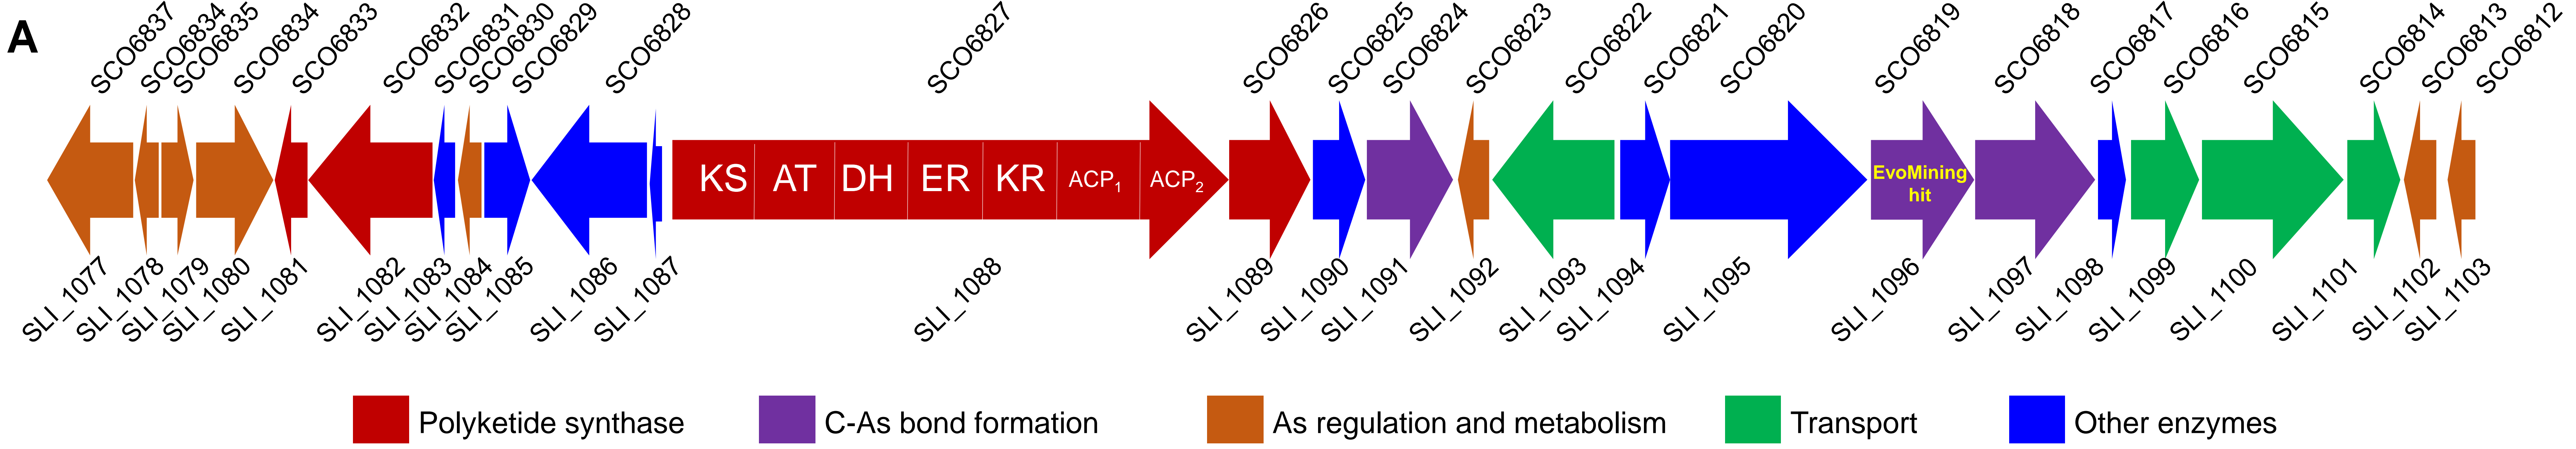 A
SCO6837
SCO6834
SCO6835
SCO6834
SCO6833
SCO6832
SCO6831
SCO6830
SCO6829
SCO6828
SCO6827
SCO6826
SCO6825
SCO6824
SCO6823
SCO6822
SCO6821
SCO6820
SCO6819
SCO6818
SCO6817
SCO6816
SCO6815
SCO6814
SCO6813
SCO6812
KS AT DH ER KR ACP1 ACP2
EvoMining
hit
SLI_1077
SLI_1078
SLI_1079
SLI_1080
SLI_1081
SLI_1082
SLI_1083
SLI_1084
SLI_1085
SLI_1086
SLI_1087
SLI_1088
SLI_1089
SLI_1090
SLI_1091
SLI_1092
SLI_1093
SLI_1094
SLI_1095
SLI_1096
SLI_1097
SLI_1098
SLI_1099
SLI_1100
SLI_1101
SLI_1102
SLI_1103
Polyketide synthase
C-As bond formation
As regulation and metabolism
Transport
Other enzymes